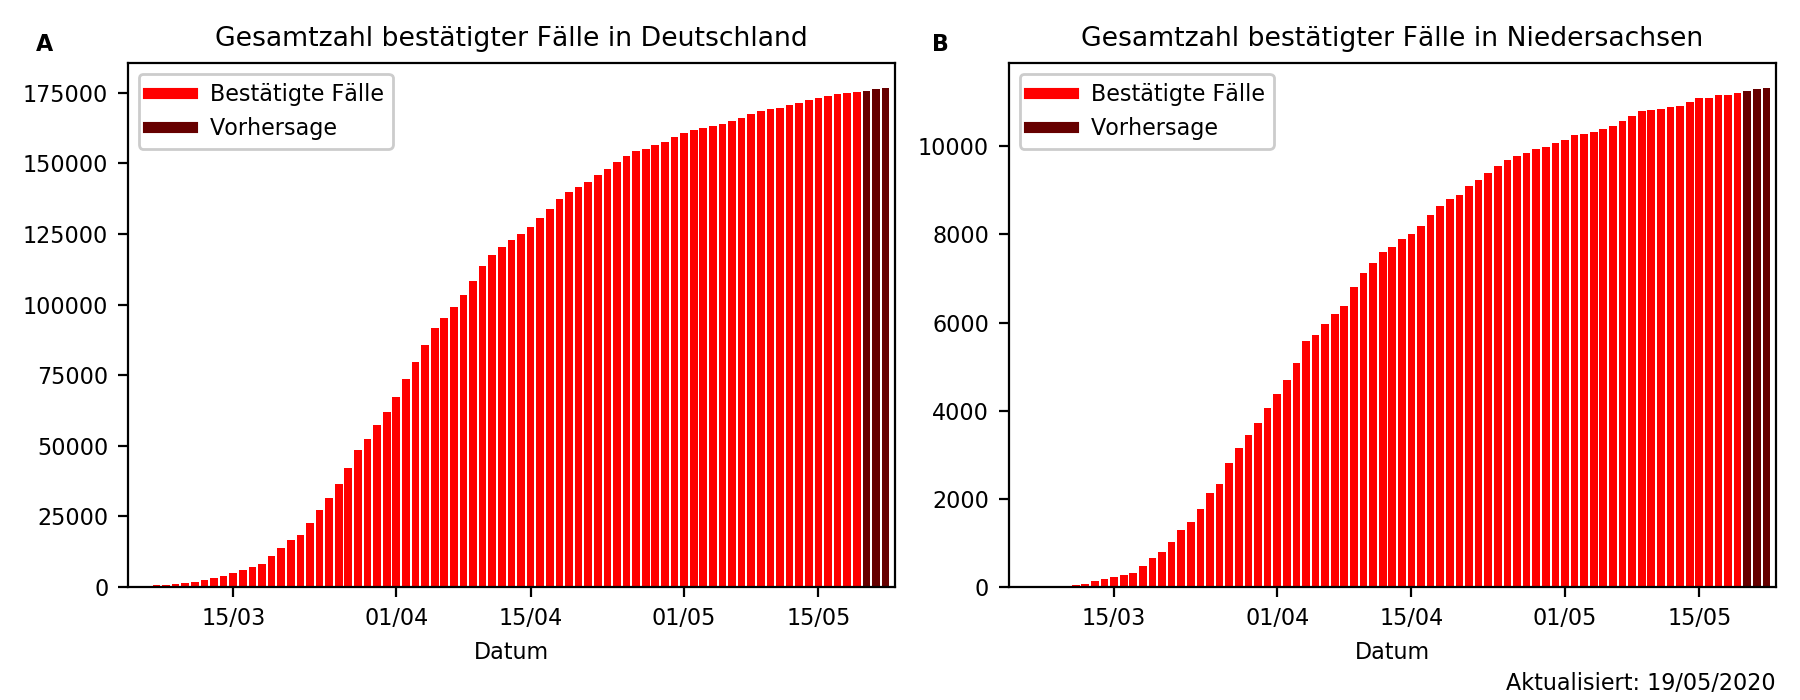 A
Gesamtzahl bestätigter Fälle in Deutschland
Bestätigte Fälle
Vorhersage
175000
150000
125000
100000
75000
50000
25000
0
15/03
01/04
15/04
01/05
15/05
Datum
B
Gesamtzahl bestätigter Fälle in Niedersachsen
Bestätigte Fälle
Vorhersage
10000
8000
6000
4000
2000
0
15/03
01/04
15/04
01/05
15/05
Datum
Aktualisiert: 19/05/2020